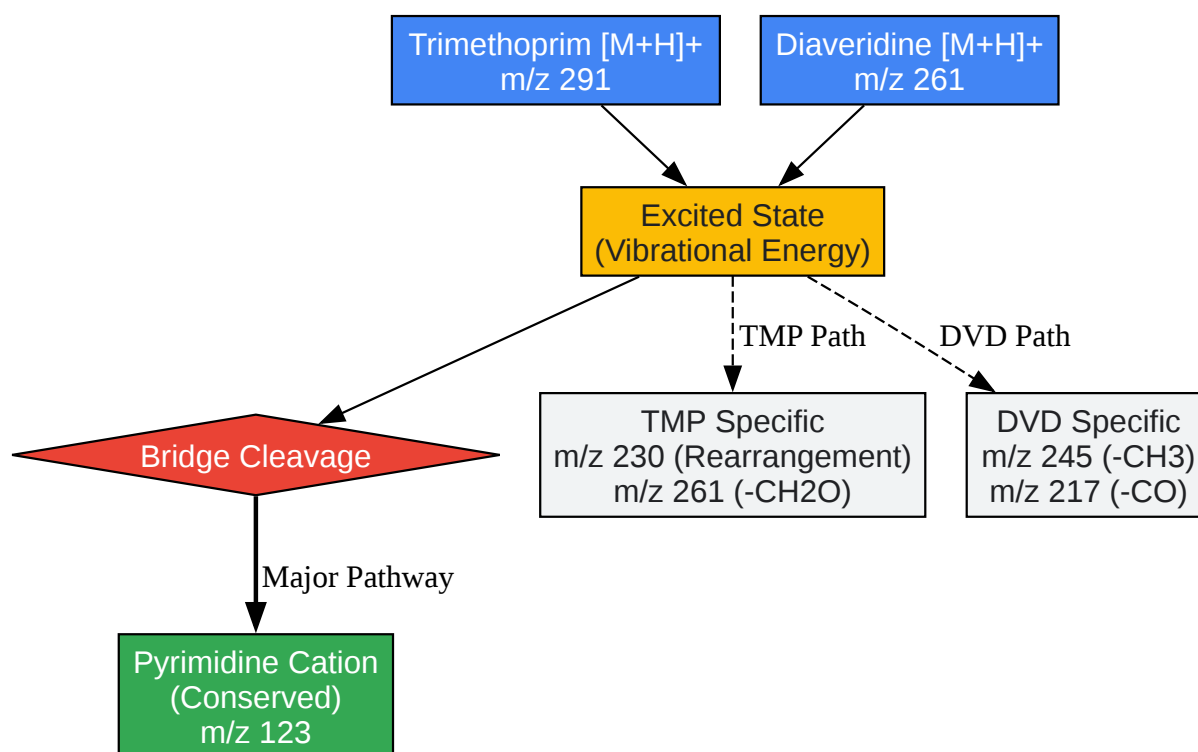 Trimethoprim [M+H]+
m/z 291
Diaveridine [M+H]+
m/z 261
Excited State
(Vibrational Energy)
TMP Path
DVD Path
Bridge Cleavage
TMP Specific
m/z 230 (Rearrangement)
m/z 261 (-CH2O)
DVD Specific
m/z 245 (-CH3)
m/z 217 (-CO)
Major Pathway
Pyrimidine Cation
(Conserved)
m/z 123